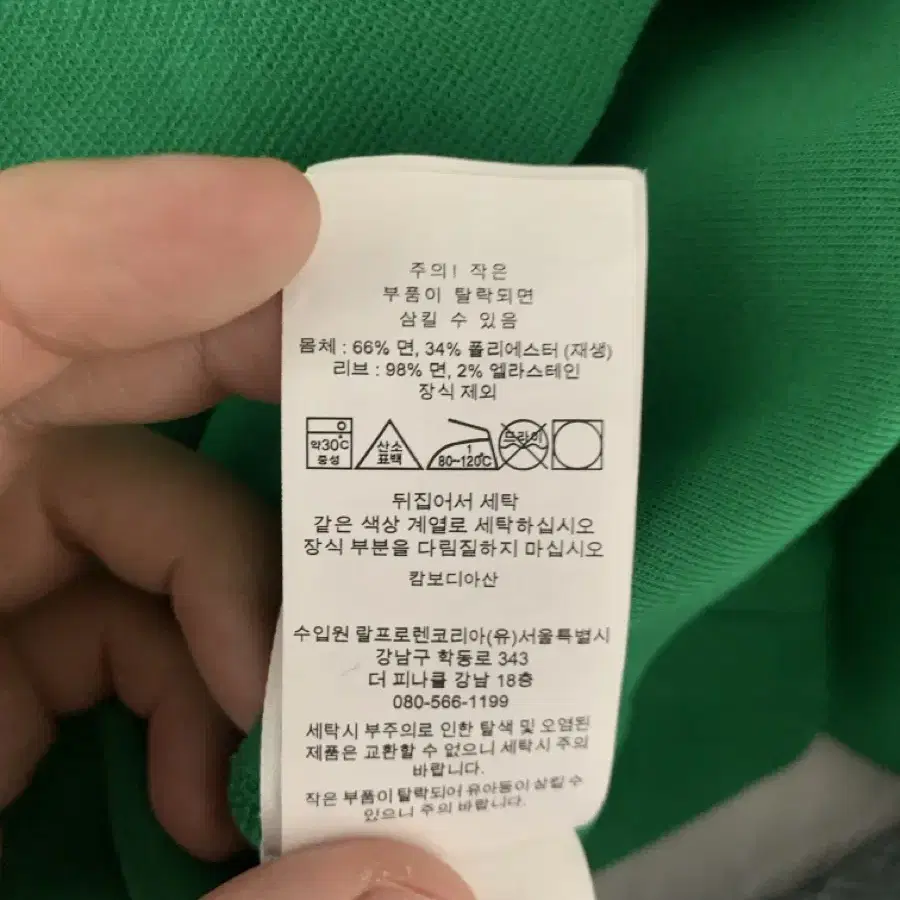 주의! 작은
부품이 탈락되면
삼킬 수 있음
몸체 : 66% 면, 34% 폴리에스터 (재생)
리브 : 98% 면, 2% 엘라스테인
장식 제외
약30℃ 중성
산소 표백
1 80~120℃
드라이
뒤집어서 세탁
같은 색상 계열로 세탁하십시오
장식 부분을 다림질하지 마십시오
캄보디아산
수입원 랄프로렌코리아(유)서울특별시
강남구 학동로 343
더 피나클 강남 18층
080-566-1199
세탁시 부주의로 인한 탈색 및 오염된
제품은 교환할 수 없으니 세탁시 주의
바랍니다.
작은 부품이 탈락되어 유아동이 삼킬 수
있으니 주의 바랍니다.